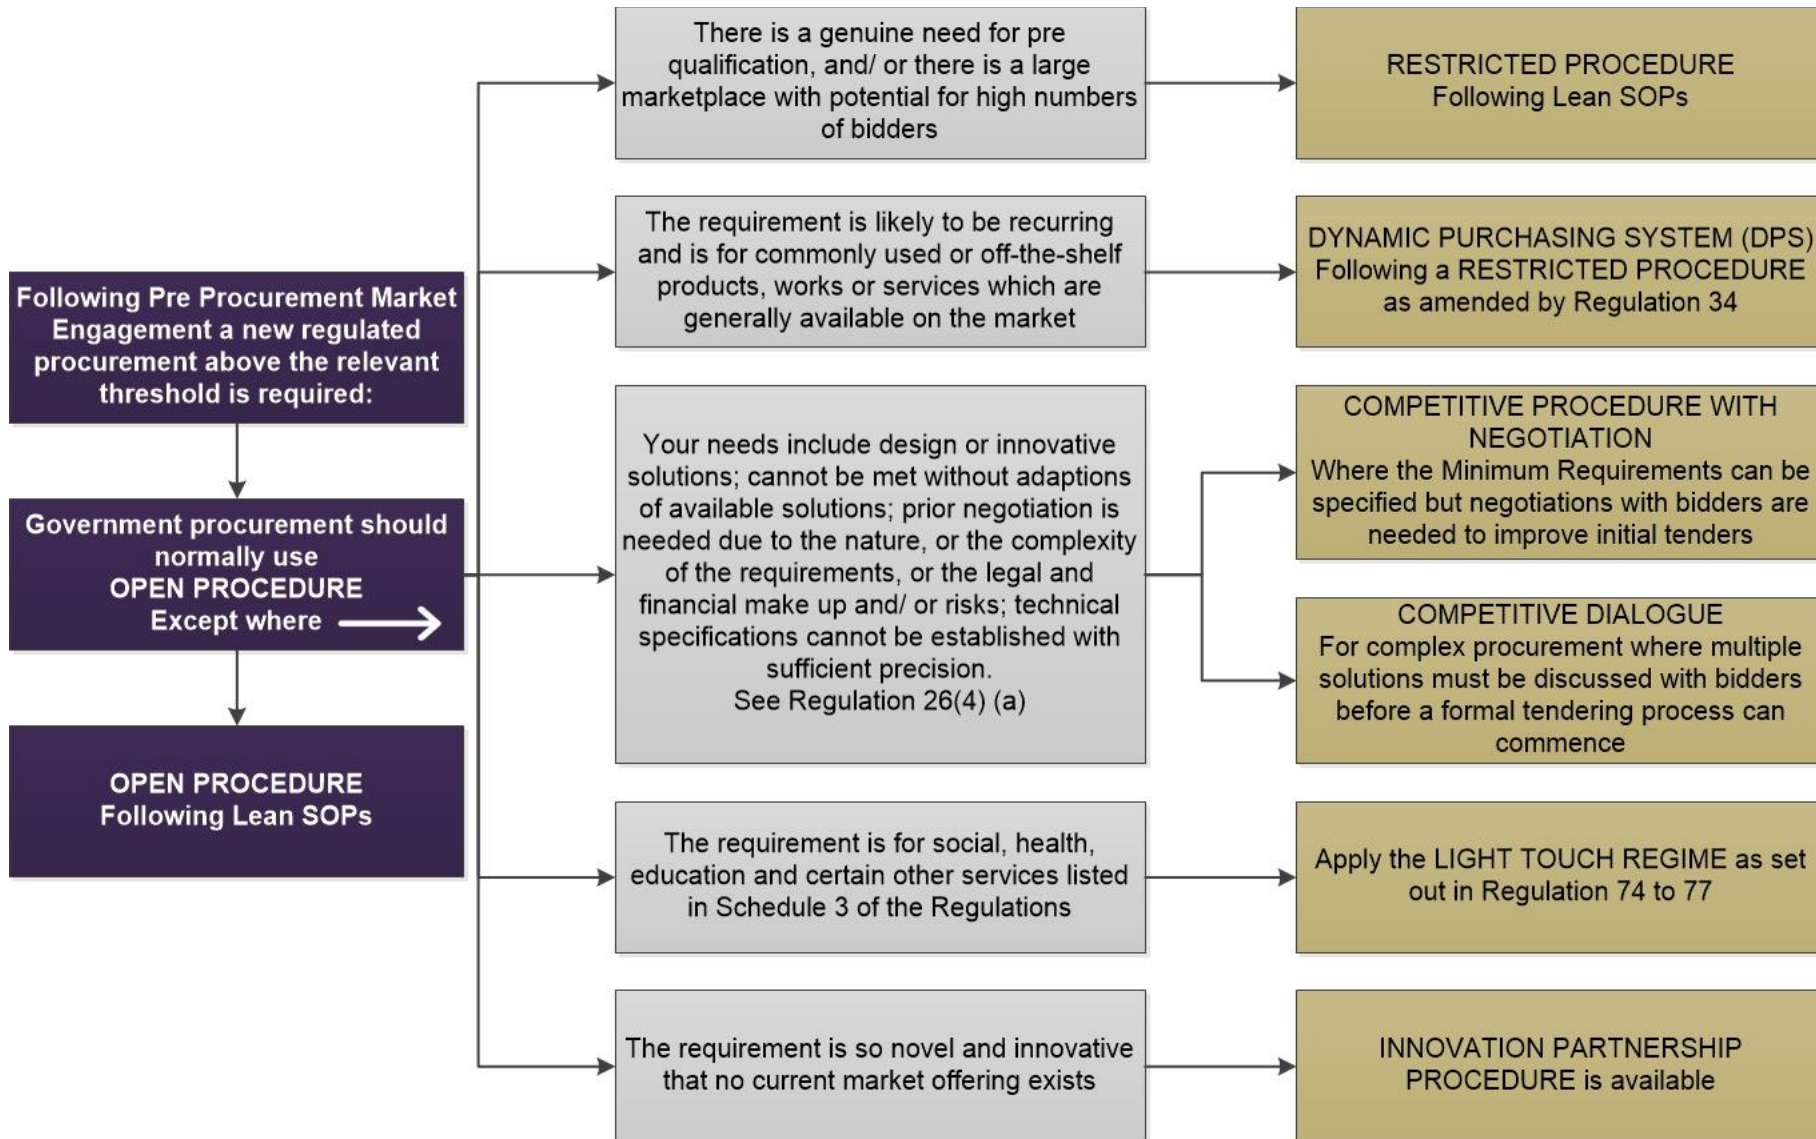 Following Pre Procurement Market
Engagement a new regulated
procurement above the relevant
threshold is required:
Government procurement should
normally use
OPEN PROCEDURE
Except where
OPEN PROCEDURE
Following Lean SOPs
There is a genuine need for pre
qualification, and/ or there is a large
marketplace with potential for high numbers
of bidders
RESTRICTED PROCEDURE
Following Lean SOPs
The requirement is likely to be recurring
and is for commonly used or off-the-shelf
products, works or services which are
generally available on the market
DYNAMIC PURCHASING SYSTEM (DPS)
Following a RESTRICTED PROCEDURE
as amended by Regulation 34
Your needs include design or innovative
solutions; cannot be met without adaptions
of available solutions; prior negotiation is
needed due to the nature, or the complexity
of the requirements, or the legal and
financial make up and/ or risks; technical
specifications cannot be established with
sufficient precision.
See Regulation 26(4) (a)
COMPETITIVE PROCEDURE WITH
NEGOTIATION
Where the Minimum Requirements can be
specified but negotiations with bidders are
needed to improve initial tenders
COMPETITIVE DIALOGUE
For complex procurement where multiple
solutions must be discussed with bidders
before a formal tendering process can
commence
The requirement is for social, health,
education and certain other services listed
in Schedule 3 of the Regulations
Apply the LIGHT TOUCH REGIME as set
out in Regulation 74 to 77
The requirement is so novel and innovative
that no current market offering exists
INNOVATION PARTNERSHIP
PROCEDURE is available